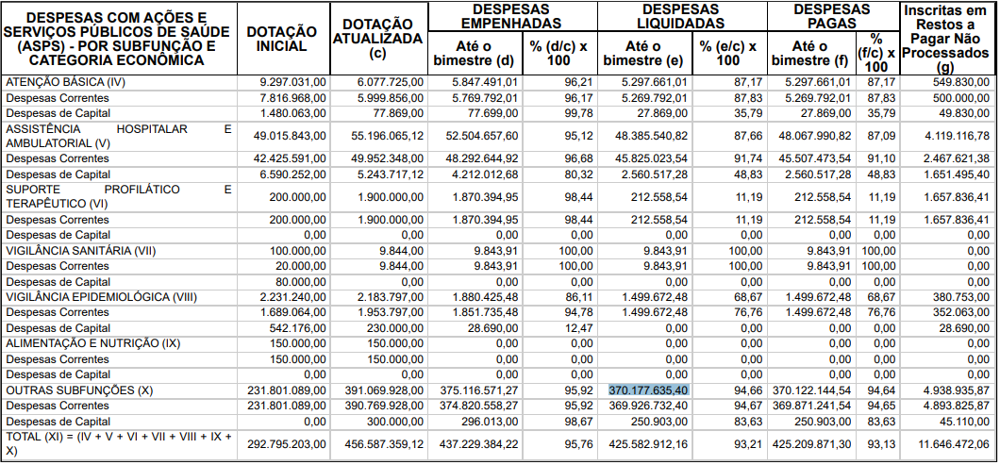 DESPESAS COM AÇÕES E SERVIÇOS PÚBLICOS DE SAÚDE (ASPS) - POR SUBFUNÇÃO E CATEGORIA ECONÔMICA DOTAÇÃO INICIAL DOTAÇÃO ATUALIZADA (c) DESPESAS EMPENHADAS DESPESAS LIQUIDADAS DESPESAS PAGAS Inscritas em Restos a Pagar Não Processados (g)
Até o bimestre (d) % (d/c) x 100 Até o bimestre (e) % (e/c) x 100 Até o bimestre (f) % (f/c) x 100
ATENÇÃO BÁSICA (IV) 9.297.031,00 6.077.725,00 5.847.491,01 96,21 5.297.661,01 87,17 5.297.661,01 87,17 549.830,00
Despesas Correntes 7.816.968,00 5.999.856,00 5.769.792,01 96,17 5.269.792,01 87,83 5.269.792,01 87,83 500.000,00
Despesas de Capital 1.480.063,00 77.869,00 77.699,00 99,78 27.869,00 35,79 27.869,00 35,79 49.830,00
ASSISTÊNCIA HOSPITALAR E
AMBULATORIAL (V) 49.015.843,00 55.196.065,12 52.504.657,60 95,12 48.385.540,82 87,66 48.067.990,82 87,09 4.119.116,78
Despesas Correntes 42.425.591,00 49.952.348,00 48.292.644,92 96,68 45.825.023,54 91,74 45.507.473,54 91,10 2.467.621,38
Despesas de Capital 6.590.252,00 5.243.717,12 4.212.012,68 80,32 2.560.517,28 48,83 2.560.517,28 48,83 1.651.495,40
SUPORTE PROFILÁTICO E
TERAPÊUTICO (VI) 200.000,00 1.900.000,00 1.870.394,95 98,44 212.558,54 11,19 212.558,54 11,19 1.657.836,41
Despesas Correntes 200.000,00 1.900.000,00 1.870.394,95 98,44 212.558,54 11,19 212.558,54 11,19 1.657.836,41
Despesas de Capital 0,00 0,00 0,00 0,00 0,00 0,00 0,00 0,00 0,00
VIGILÂNCIA SANITÁRIA (VII) 100.000,00 9.844,00 9.843,91 100,00 9.843,91 100,00 9.843,91 100,00 0,00
Despesas Correntes 20.000,00 9.844,00 9.843,91 100,00 9.843,91 100,00 9.843,91 100,00 0,00
Despesas de Capital 80.000,00 0,00 0,00 0,00 0,00 0,00 0,00 0,00 0,00
VIGILÂNCIA EPIDEMIOLÓGICA (VIII) 2.231.240,00 2.183.797,00 1.880.425,48 86,11 1.499.672,48 68,67 1.499.672,48 68,67 380.753,00
Despesas Correntes 1.689.064,00 1.953.797,00 1.851.735,48 94,78 1.499.672,48 76,76 1.499.672,48 76,76 352.063,00
Despesas de Capital 542.176,00 230.000,00 28.690,00 12,47 0,00 0,00 0,00 0,00 28.690,00
ALIMENTAÇÃO E NUTRIÇÃO (IX) 150.000,00 150.000,00 0,00 0,00 0,00 0,00 0,00 0,00 0,00
Despesas Correntes 150.000,00 150.000,00 0,00 0,00 0,00 0,00 0,00 0,00 0,00
Despesas de Capital 0,00 0,00 0,00 0,00 0,00 0,00 0,00 0,00 0,00
OUTRAS SUBFUNÇÕES (X) 231.801.089,00 391.069.928,00 375.116.571,27 95,92 370.177.635,40 94,66 370.122.144,54 94,64 4.938.935,87
Despesas Correntes 231.801.089,00 390.769.928,00 374.820.558,27 95,92 369.926.732,40 94,67 369.871.241,54 94,65 4.893.825,87
Despesas de Capital 0,00 300.000,00 296.013,00 98,67 250.903,00 83,63 250.903,00 83,63 45.110,00
TOTAL (XI) = (IV + V + VI + VII + VIII + IX +
X) 292.795.203,00 456.587.359,12 437.229.384,22 95,76 425.582.912,16 93,21 425.209.871,30 93,13 11.646.472,06